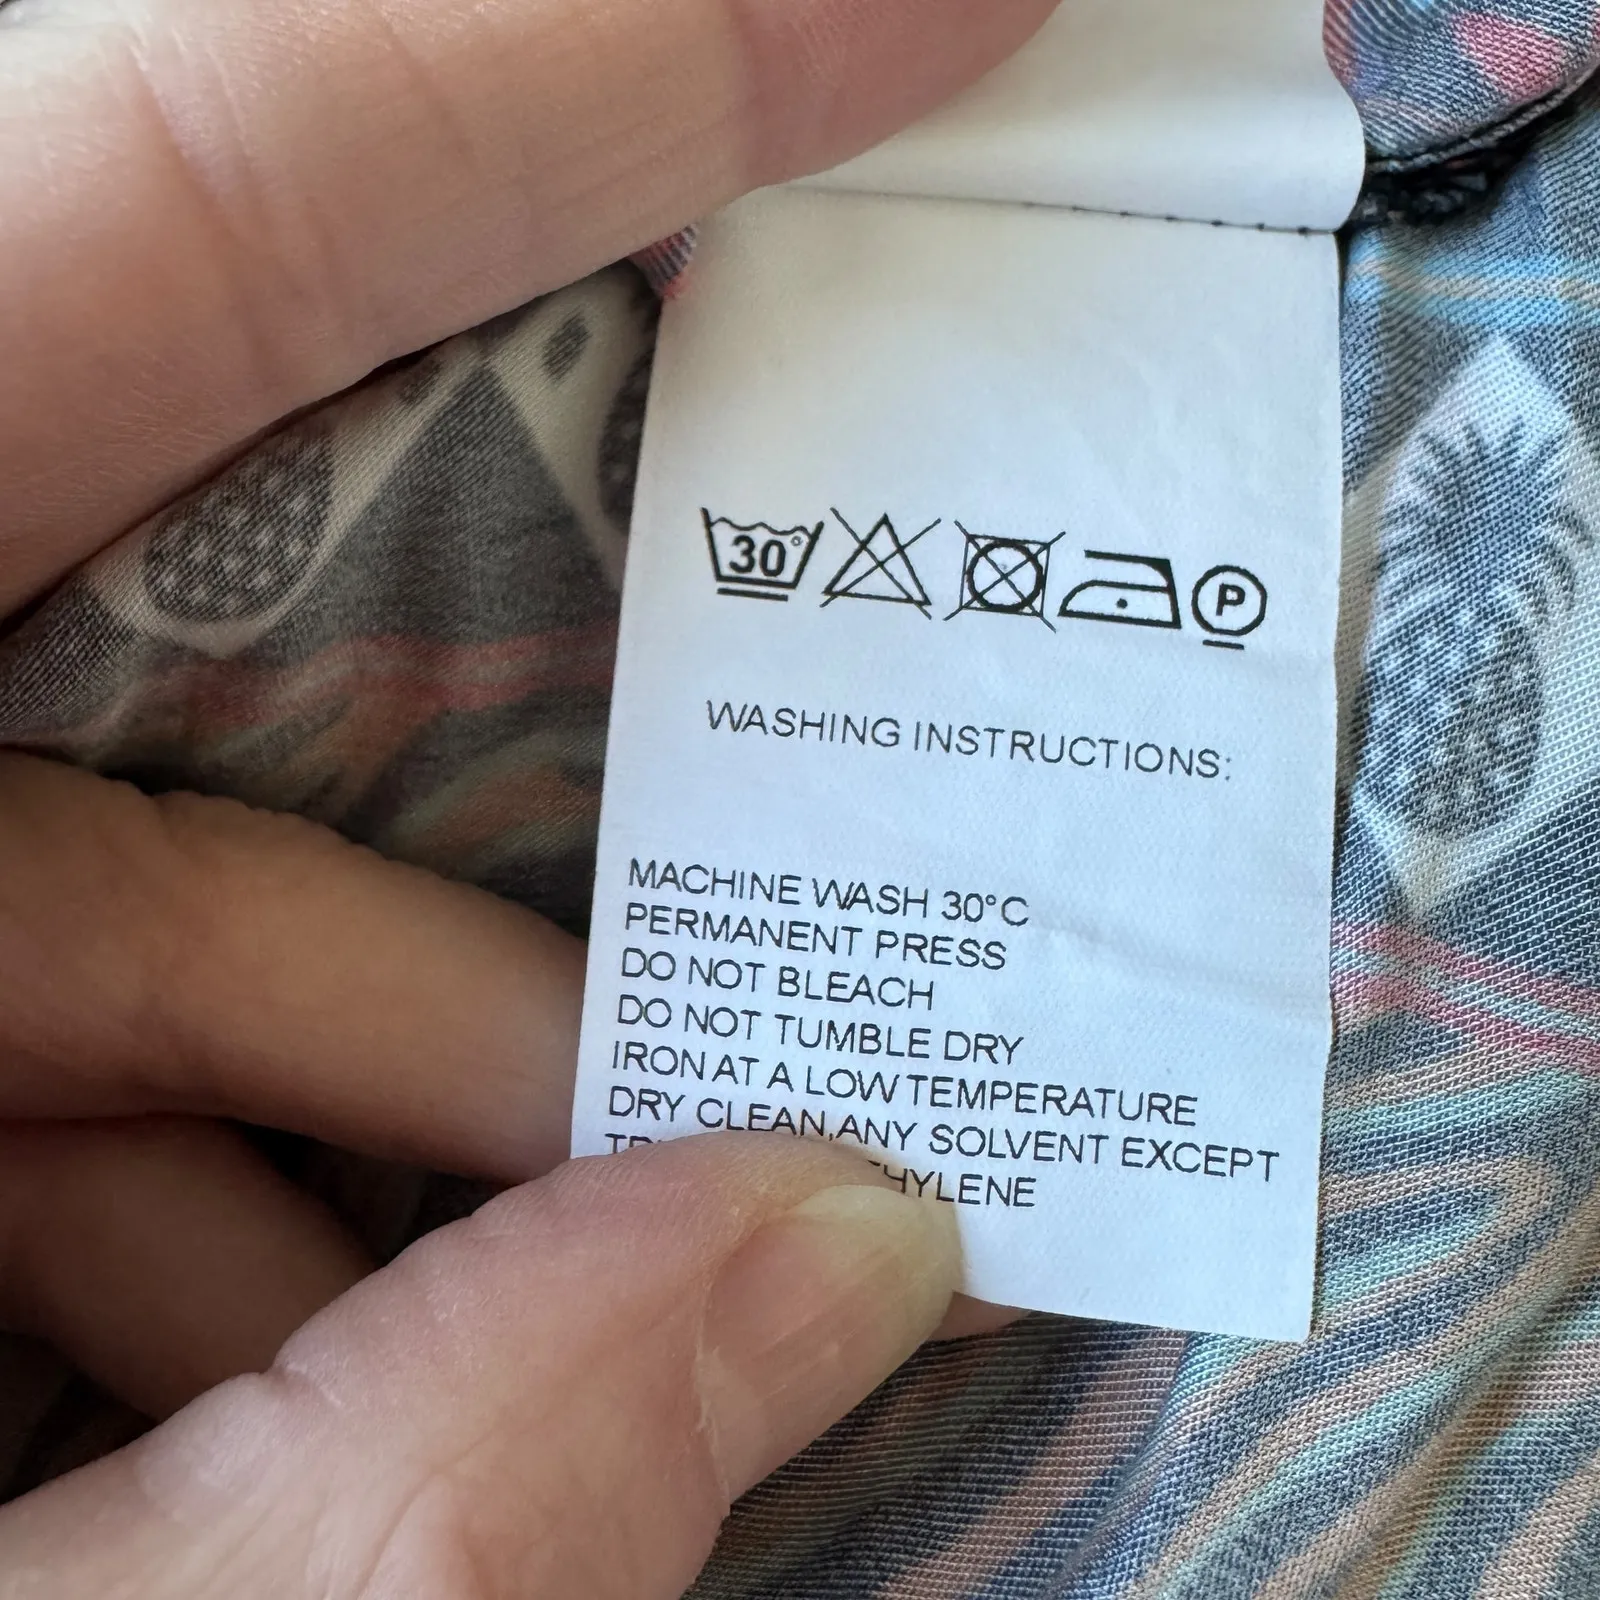 30°
P
WASHING INSTRUCTIONS:
MACHINE WASH 30°C
PERMANENT PRESS
DO NOT BLEACH
DO NOT TUMBLE DRY
IRON AT A LOW TEMPERATURE
DRY CLEAN,ANY SOLVENT EXCEPT